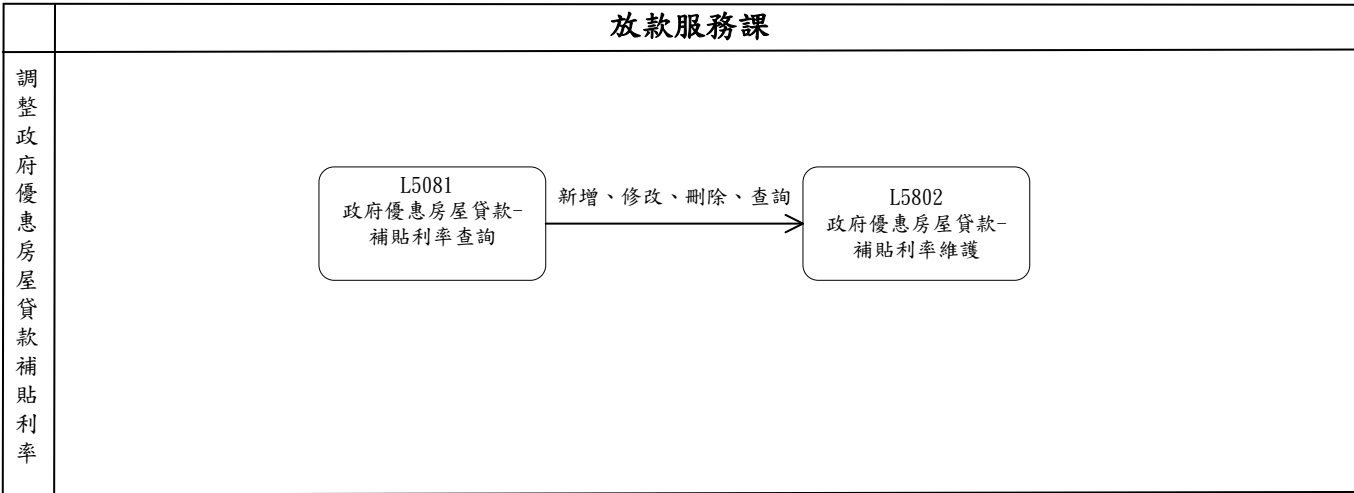 放款服務課
調整政府優惠房屋貸款補貼利率
L5081
政府優惠房屋貸款-
補貼利率查詢
新增、修改、刪除、查詢
L5802
政府優惠房屋貸款-
補貼利率維護